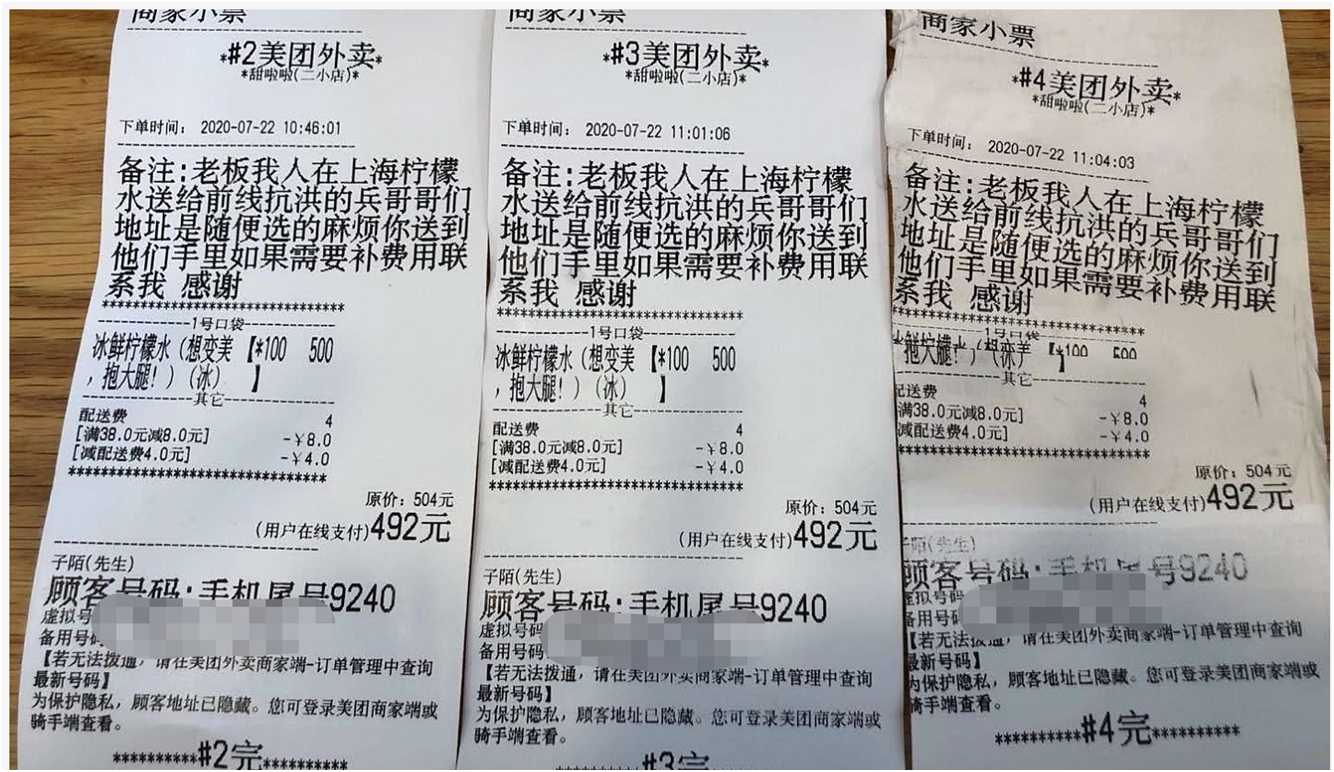 商家小票
*#2美团外卖*
*甜啦啦(二小店)*
下单时间: 2020-07-22 10:46:01
备注:老板我人在上海柠檬
水送给前线抗洪的兵哥哥们
地址是随便选的麻烦你送到
他们手里如果需要补费用联
系我 感谢
1号口袋
冰鲜柠檬水(想变美【*100 500
,抱大腿!)(冰) 】
其它
配送费 4
[满38.0元减8.0元] -￥8.0
[减配送费4.0元] -￥4.0
原价: 504元
(用户在线支付)492元
子陌(先生)
顾客号码:手机尾号9240
虚拟号
备用号码
【若无法拨通,请在美团外卖商家端-订单管理中查询
最新号码】
为保护隐私,顾客地址已隐藏。您可登录美团商家端或
骑手端查看。
**********#2完**********
商家小票
*#3美团外卖*
*甜啦啦(二小店)*
下单时间: 2020-07-22 11:01:06
备注:老板我人在上海柠檬
水送给前线抗洪的兵哥哥们
地址是随便选的麻烦你送到
他们手里如果需要补费用联
系我 感谢
1号口袋
冰鲜柠檬水(想变美【*100 500
,抱大腿!)(冰) 】
其它
配送费 4
[满38.0元减8.0元] -￥8.0
[减配送费4.0元] -￥4.0
原价: 504元
(用户在线支付)492元
子陌(先生)
顾客号码:手机尾号9240
虚拟号码
备用号码
【若无法拨通,请在美团外卖商家端-订单管理中查询
最新号码】
为保护隐私,顾客地址已隐藏。您可登录美团商家端或
骑手端查看。
**********#3完
商家小票
*#4美团外卖*
*甜啦啦(二小店)*
下单时间: 2020-07-22 11:04:03
备注:老板我人在上海柠檬
水送给前线抗洪的兵哥哥们
地址是随便选的麻烦你送到
他们手里如果需要补费用联
系我 感谢
1号口袋
【*100 500
其它
配送费 4
满38.0元减8.0元] -￥8.0
减配送费4.0元] -￥4.0
原价: 504元
(用户在线支付)492元
子陌(先生)
顾客号码:手机尾号9240
虚拟号码
备用号码
【若无法拨通,请在美团外卖商家端-订单管理中查询
最新号码】
为保护隐私,顾客地址已隐藏。您可登录美团商家端或
骑手端查看。
**********#4完**********